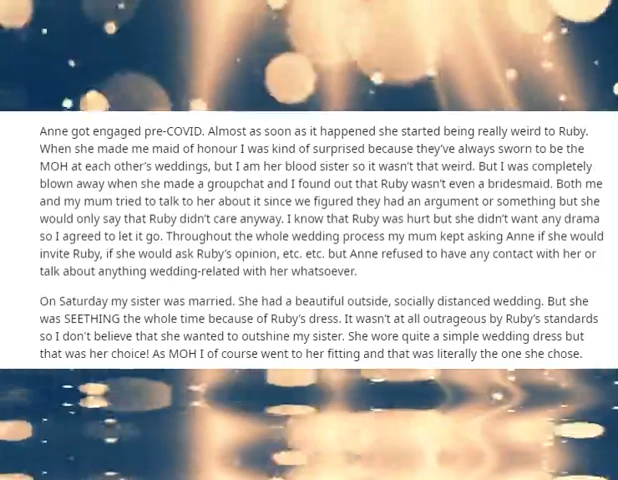 Anne got engaged pre-COVID. Almost as soon as it happened she started being really weird to Ruby.
When she made me maid of honour I was kind of surprised because they've always sworn to be the
MOH at each other's weddings, but I am her blood sister so it wasn't that weird. But I was completely
blown away when she made a groupchat and I found out that Ruby wasn't even a bridesmaid. Both me
and my mum tried to talk to her about it since we figured they had an argument or something but she
would only say that Ruby didn't care anyway. I know that Ruby was hurt but she didn't want any drama
so I agreed to let it go. Throughout the whole wedding process my mum kept asking Anne if she would
invite Ruby, if she would ask Ruby's opinion, etc. etc. but Anne refused to have any contact with her or
talk about anything wedding-related with her whatsoever.
On Saturday my sister was married. She had a beautiful outside, socially distanced wedding. But she
was SEETHING the whole time because of Ruby's dress. It wasn't at all outrageous by Ruby's standards
so I don't believe that she wanted to outshine my sister. She wore quite a simple wedding dress but
that was her choice! As MOH I of course went to her fitting and that was literally the one she chose.